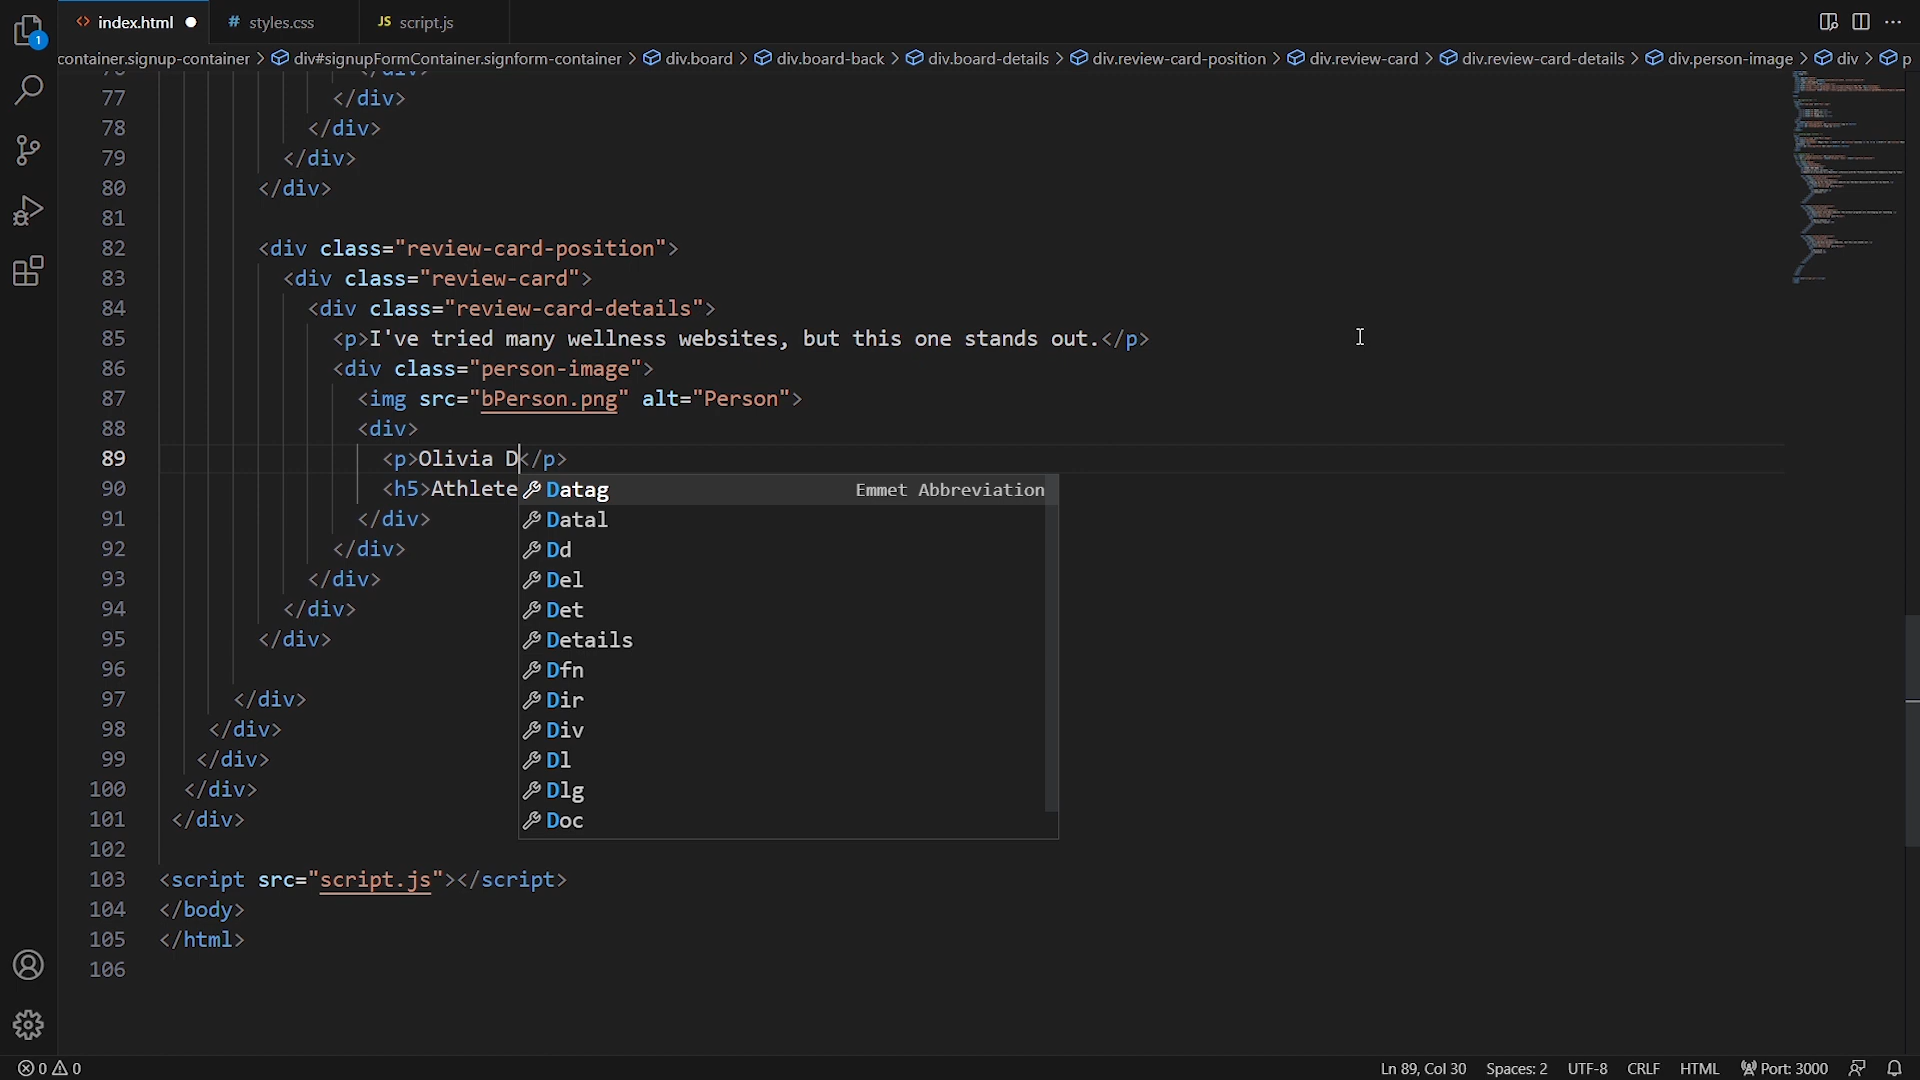 1
<> index.html ●
# styles.css
JS script.js
container.signup-container > div#signupFormContainer.signform-container > div.board > div.board-back > div.board-details > div.review-card-position > div.review-card > div.review-card-details > div.person-image > div > p
76 </div>
77 </div>
78 </div>
79 </div>
80 </div>
81
82 <div class="review-card-position">
83 <div class="review-card">
84 <div class="review-card-details">
85 <p>I've tried many wellness websites, but this one stands out.</p>
86 <div class="person-image">
87 <img src="bPerson.png" alt="Person">
88 <div>
89 <p>Olivia D</p>
90 <h5>Athlete
91 </div>
92 </div>
93 </div>
94 </div>
95 </div>
96
97 </div>
98 </div>
99 </div>
100 </div>
101 </div>
102
103 <script src="script.js"></script>
104 </body>
105 </html>
106
Datag Emmet Abbreviation
Datal
Dd
Del
Det
Details
Dfn
Dir
Div
Dl
Dlg
Doc
0 0
Ln 89, Col 30 Spaces: 2 UTF-8 CRLF HTML Port: 3000